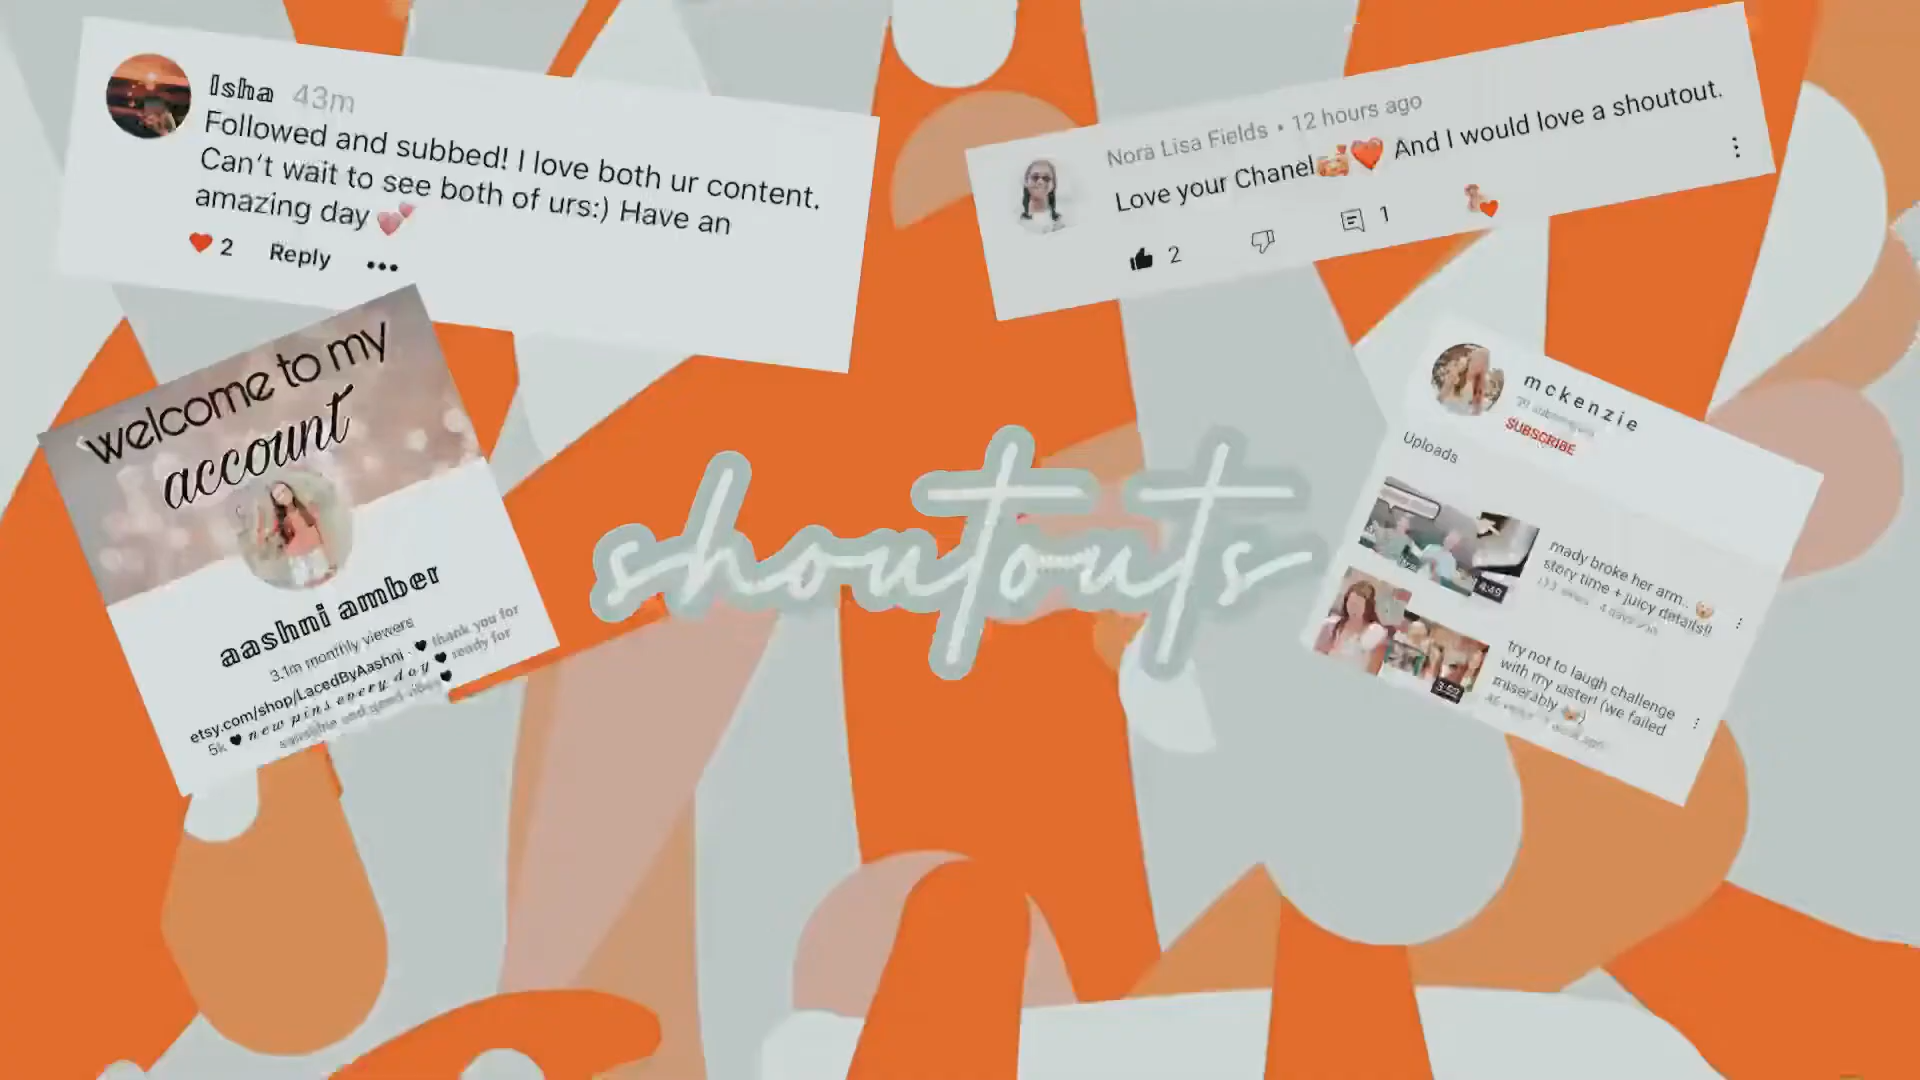 Isha 43m
Followed and subbed! I love both ur content.
Can't wait to see both of urs:) Have an
amazing day 💕
2 Reply •••
Nora Lisa Fields • 12 hours ago
Love your Chanel🥰❤️ And I would love a shoutout.
2 1
welcome to my
account
aashni amber
3.1m monthly viewers
etsy.com/shop/LacedByAashni · ♥ thank you for
5k ♥ new pins every day ♥ ready for
sunshine and good vibes ♥
shoutouts
mckenzie
SUBSCRIBE
Uploads
mady broke her arm..
story time + juicy details!!
4:49
try not to laugh challenge
with my sister! (we failed
miserably